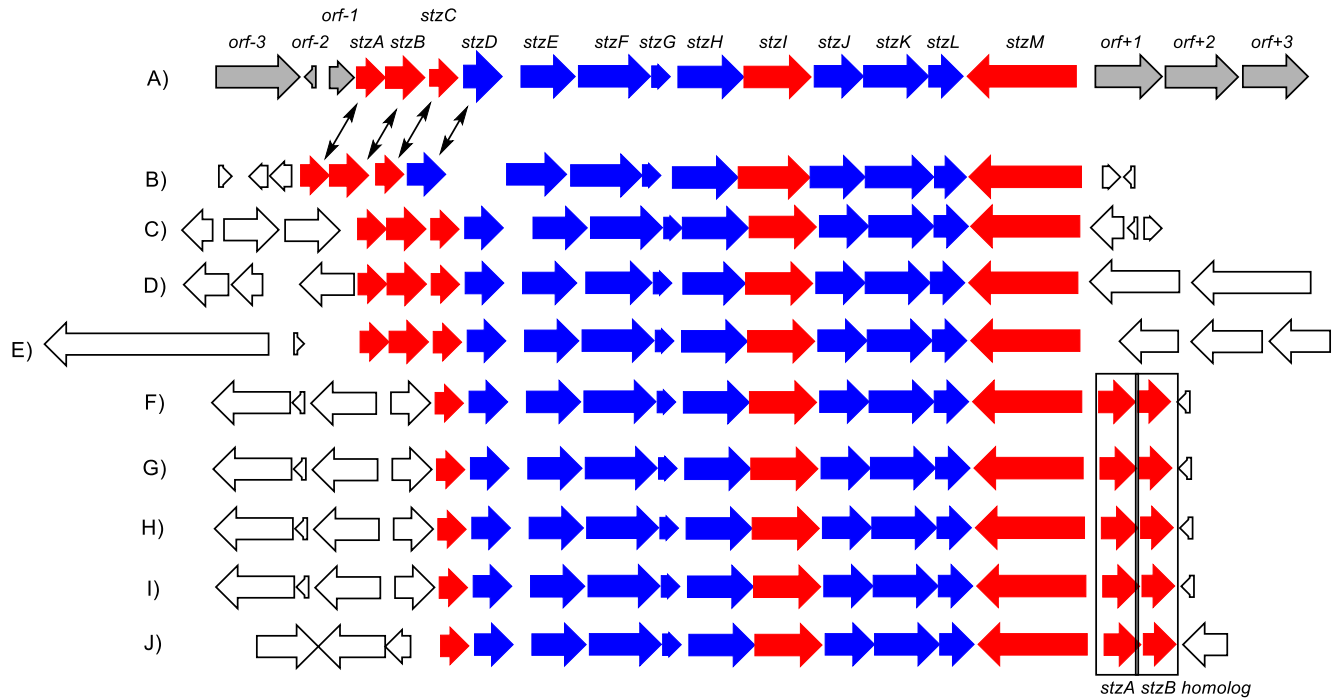 orf-1 stzC
orf-3 orf-2 stzA stzB stzD stzE stzF stzG stzH stzI stzJ stzK stzL stzM orf+1 orf+2 orf+3
A)
B)
C)
D)
E)
F)
G)
H)
I)
J)
stzA stzB homolog